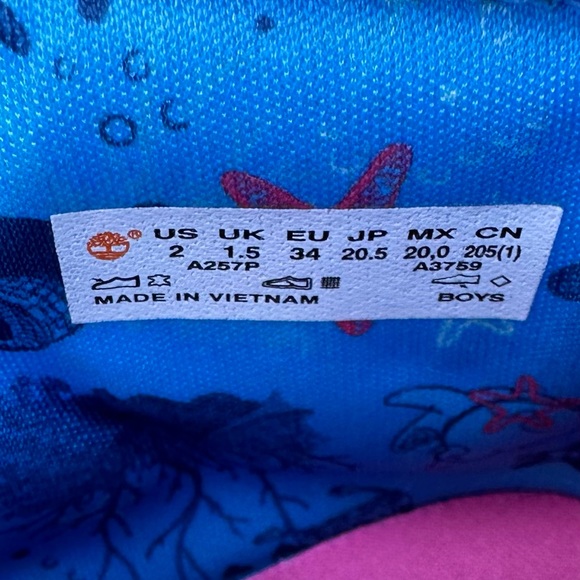 US UK EU JP MX CN
2 1.5 34 20.5 20,0 205(1)
A257P A3759
MADE IN VIETNAM BOYS